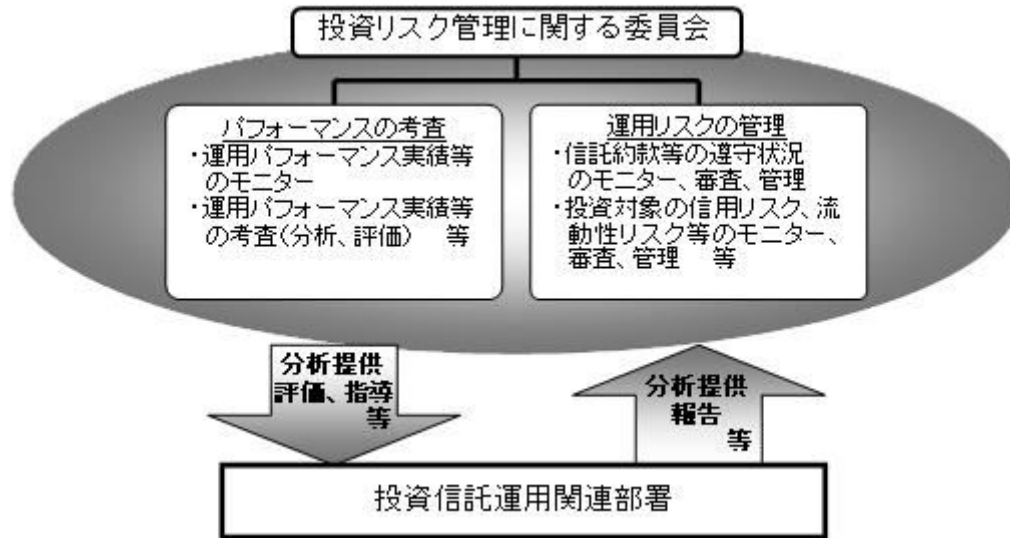 投資リスク管理に関する委員会
パフォーマンスの考査
・運用パフォーマンス実績等
のモニター
・運用パフォーマンス実績等
の考査(分析、評価) 等
運用リスクの管理
・信託約款等の遵守状況
のモニター、審査、管理
・投資対象の信用リスク、流
動性リスク等のモニター、
審査、管理 等
分析提供
評価、指導
等
分析提供
報告
等
投資信託運用関連部署